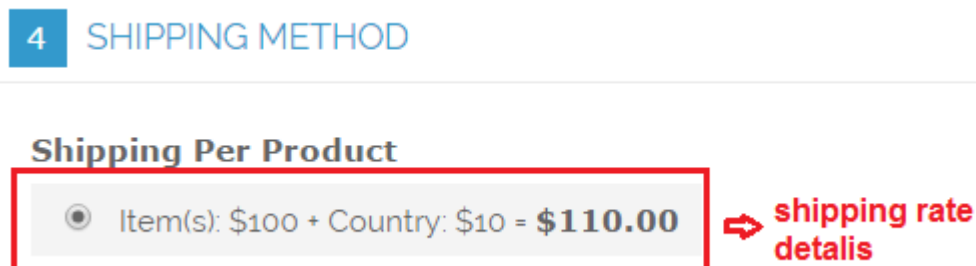 4 SHIPPING METHOD
Shipping Per Product
Item(s): $100 + Country: $10 = $110.00
shipping rate
detalis